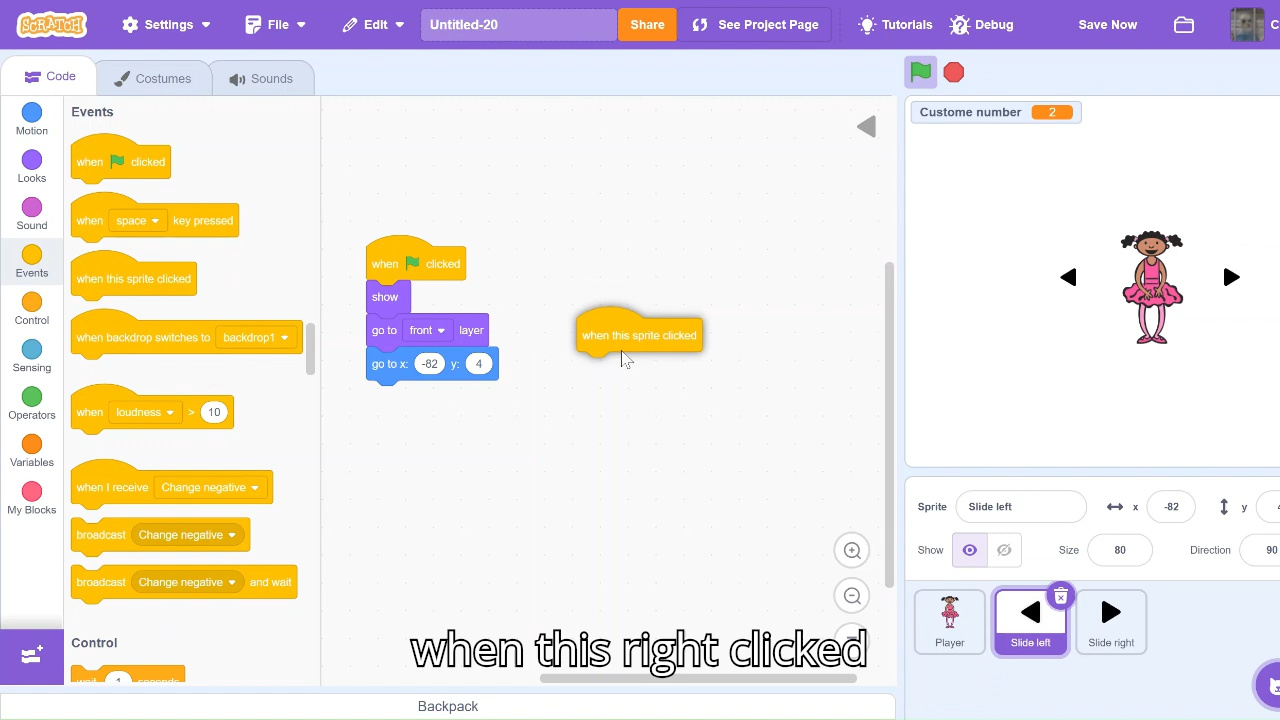 SCRATCH
Settings
File
Edit
Untitled-20
Share
See Project Page
Tutorials
Debug
Save Now
Code
Costumes
Sounds
Motion
Looks
Sound
Events
Control
Sensing
Operators
Variables
My Blocks
Events
when clicked
when space key pressed
when this sprite clicked
when backdrop switches to backdrop1
when loudness > 10
when I receive Change negative
broadcast Change negative
broadcast Change negative and wait
Control
wait 1 seconds
when clicked
show
go to front layer
go to x: -82 y: 4
when this sprite clicked
Custome number 2
Sprite Slide left x -82 y
Show Size 80 Direction 90
Player
Slide left
Slide right
when this right clicked
Backpack